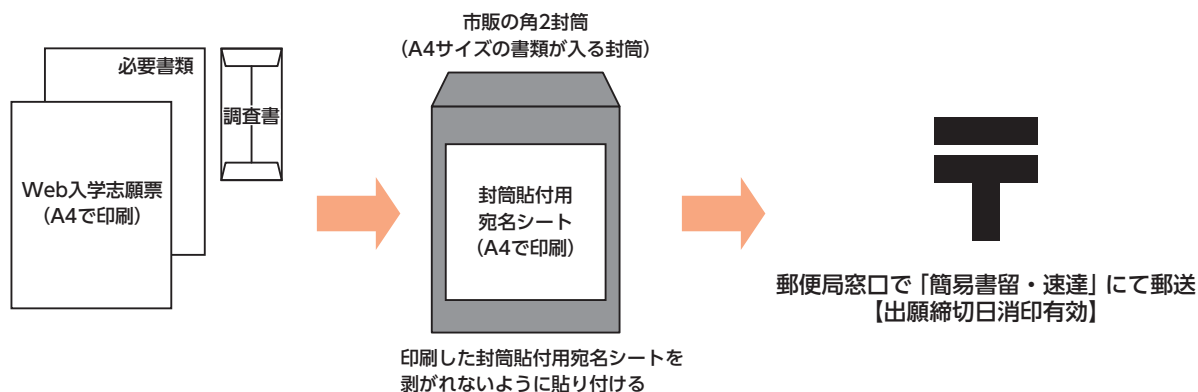 必要書類
調査書
Web入学志願票
(A4で印刷)
市販の角2封筒
(A4サイズの書類が入る封筒)
封筒貼付用
宛名シート
(A4で印刷)
印刷した封筒貼付用宛名シートを
剥がれないように貼り付ける
〒
郵便局窓口で「簡易書留・速達」にて郵送
【出願締切日消印有効】